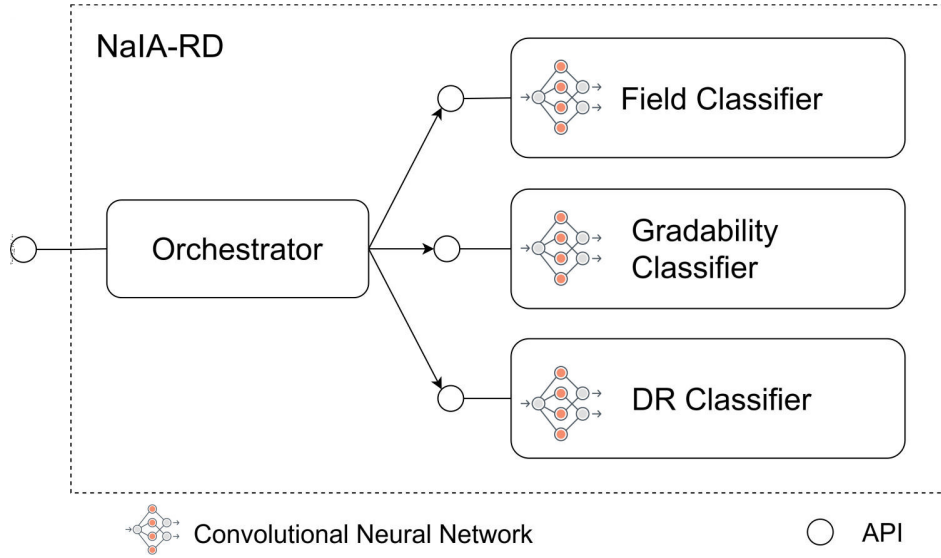 NaIA-RD
Field Classifier
Orchestrator
Gradability
Classifier
DR Classifier
Convolutional Neural Network
API